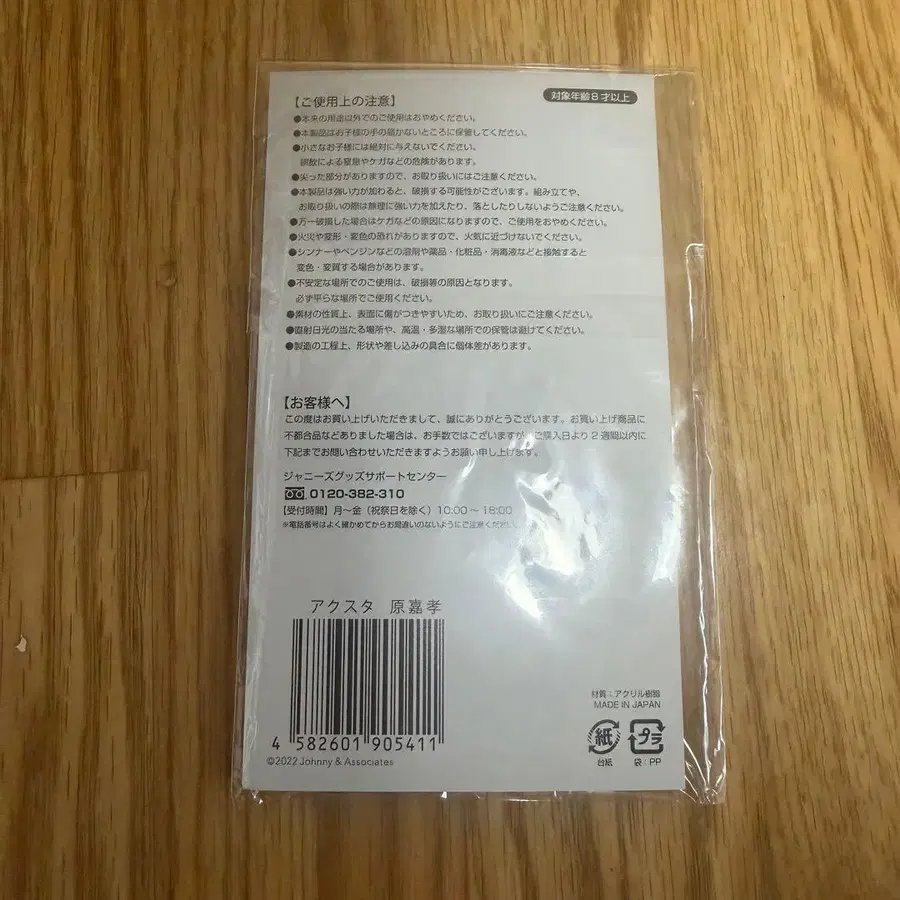 【ご使用上の注意】
対象年齢8才以上
●本来の用途以外でのご使用はおやめください。
●本製品はお子様の手の届かないところに保管してください。
●小さなお子様には絶対に与えないでください。
誤飲による窒息やケガなどの危険があります。
●尖った部分がありますので、お取り扱いにはご注意ください。
●本製品は強い力が加わると、破損する可能性がございます。組み立てや、
お取り扱いの際は無理に強い力を加えたり、落としたりしないようご注意ください。
●万一破損した場合はケガなどの原因になりますので、ご使用をおやめください。
●火災や変形・変色の恐れがありますので、火気に近づけないでください。
●シンナーやベンジンなどの溶剤や薬品・化粧品・消毒液などと接触すると
変色・変質する場合があります。
●不安定な場所でのご使用は、破損等の原因となります。
必ず平らな場所でご使用ください。
●素材の性質上、表面に傷がつきやすいため、お取り扱いにご注意ください。
●直射日光の当たる場所や、高温・多湿な場所での保管は避けてください。
●製造の工程上、形状や差し込みの具合に個体差があります。
【お客様へ】
この度はお買い上げいただきまして、誠にありがとうございます。お買い上げ商品に
不都合品などありました場合は、お手数ではございますが、ご購入日より2週間以内に
下記までお問い合わせいただきますようお願い申し上げます。
ジャニーズグッズサポートセンター
0120-382-310
【受付時間】月〜金（祝祭日を除く）10:00〜18:00
※電話番号はよく確かめてからお間違いのないようにご注意ください。
アクスタ 原嘉孝
4 582601 905411
©2022 Johnny & Associates
材質：アクリル樹脂
MADE IN JAPAN
紙 プラ
台紙 袋：PP